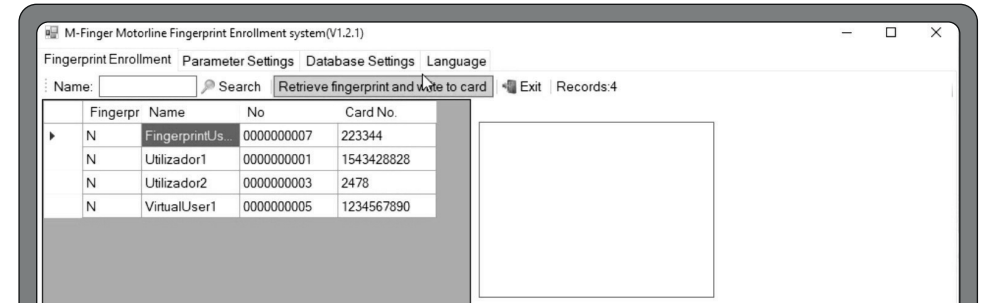 M-Finger Motorline Fingerprint Enrollment system(V1.2.1)
Fingerprint Enrollment Parameter Settings Database Settings Language
Name: Search Retrieve fingerprint and write to card Exit Records:4
Fingerpr Name No Card No.
N FingerprintUs... 0000000007 223344
N Utilizador1 0000000001 1543428828
N Utilizador2 0000000003 2478
N VirtualUser1 0000000005 1234567890